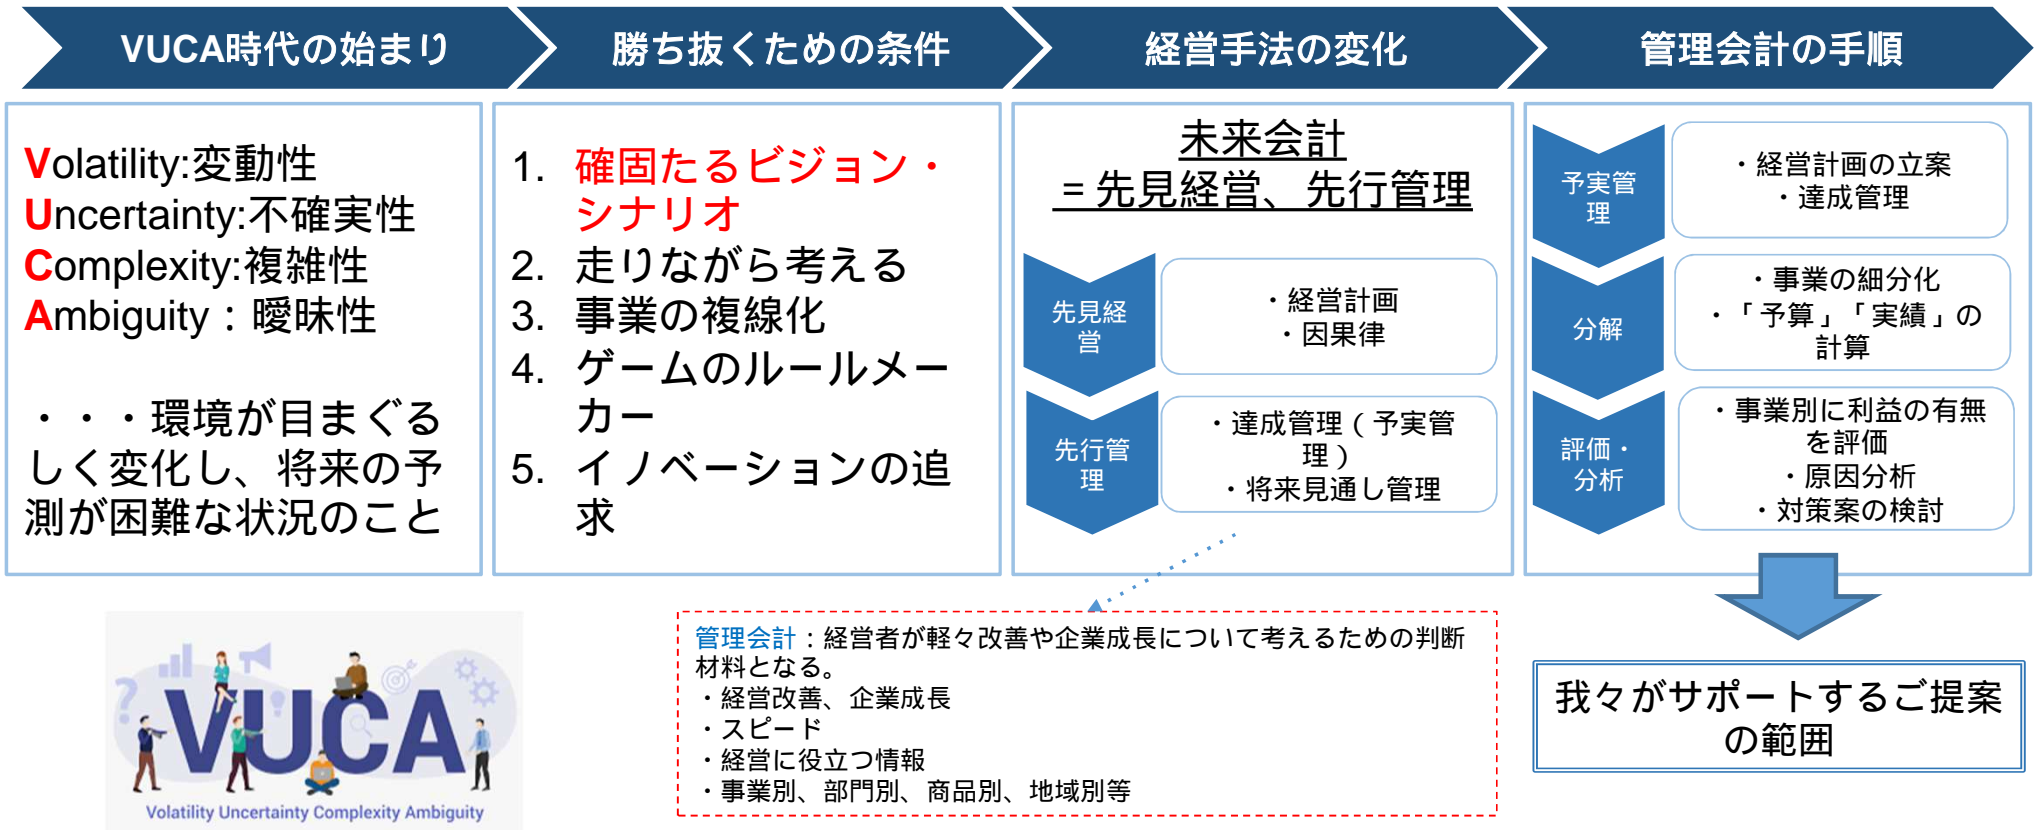 VUCA時代の始まり
勝ち抜くための条件
経営手法の変化
管理会計の手順
Volatility:変動性
Uncertainty:不確実性
Complexity:複雑性
Ambiguity：曖昧性
・・・環境が目まぐる
しく変化し、将来の予
測が困難な状況のこと
1. 確固たるビジョン・
シナリオ
2. 走りながら考える
3. 事業の複線化
4. ゲームのルールメー
カー
5. イノベーションの追
求
未来会計
＝先見経営、先行管理
先見経
営
・経営計画
・因果律
先行管
理
・達成管理（予実管
理）
・将来見通し管理
予実管
理
・経営計画の立案
・達成管理
分解
・事業の細分化
・「予算」「実績」の
計算
評価・
分析
・事業別に利益の有無
を評価
・原因分析
・対策案の検討
管理会計：経営者が軽々改善や企業成長について考えるための判断
材料となる。
・経営改善、企業成長
・スピード
・経営に役立つ情報
・事業別、部門別、商品別、地域別等
我々がサポートするご提案
の範囲
VUCA
Volatility Uncertainty Complexity Ambiguity